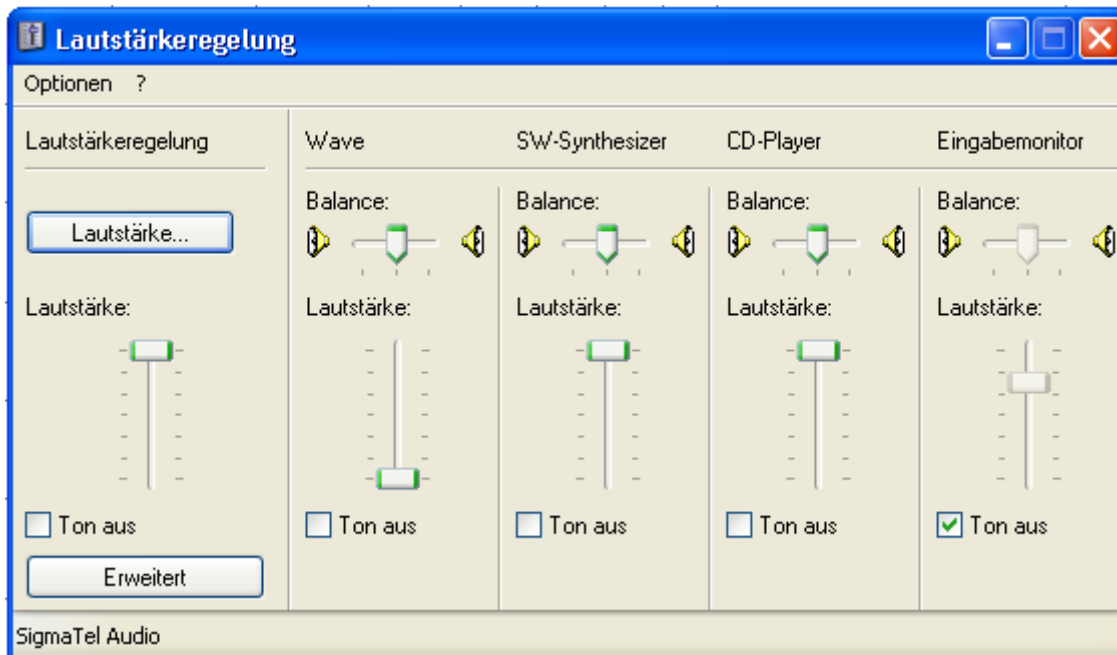 Lautstärkeregelung
Optionen ?
Lautstärkeregelung Wave SW-Synthesizer CD-Player Eingabemonitor
Balance: Balance: Balance: Balance:
Lautstärke...
Lautstärke: Lautstärke: Lautstärke: Lautstärke: Lautstärke:
Ton aus Ton aus Ton aus Ton aus Ton aus
Erweitert
SigmaTel Audio